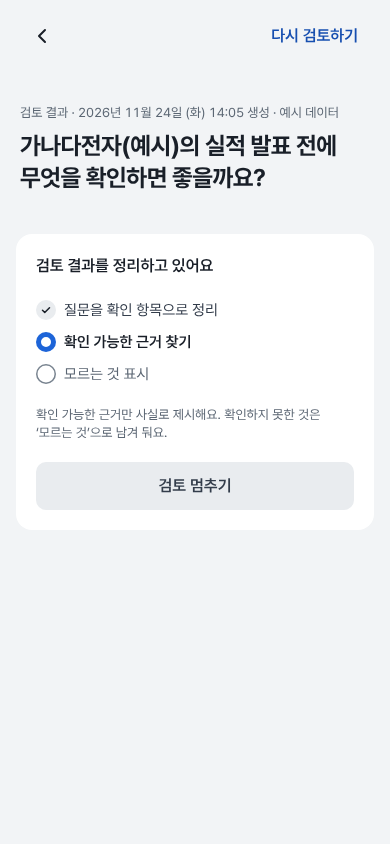 다시 검토하기
검토 결과 · 2026년 11월 24일 (화) 14:05 생성 · 예시 데이터
가나다전자(예시)의 실적 발표 전에
무엇을 확인하면 좋을까요?
검토 결과를 정리하고 있어요
질문을 확인 항목으로 정리
확인 가능한 근거 찾기
모르는 것 표시
확인 가능한 근거만 사실로 제시해요. 확인하지 못한 것은
‘모르는 것’으로 남겨 둬요.
검토 멈추기